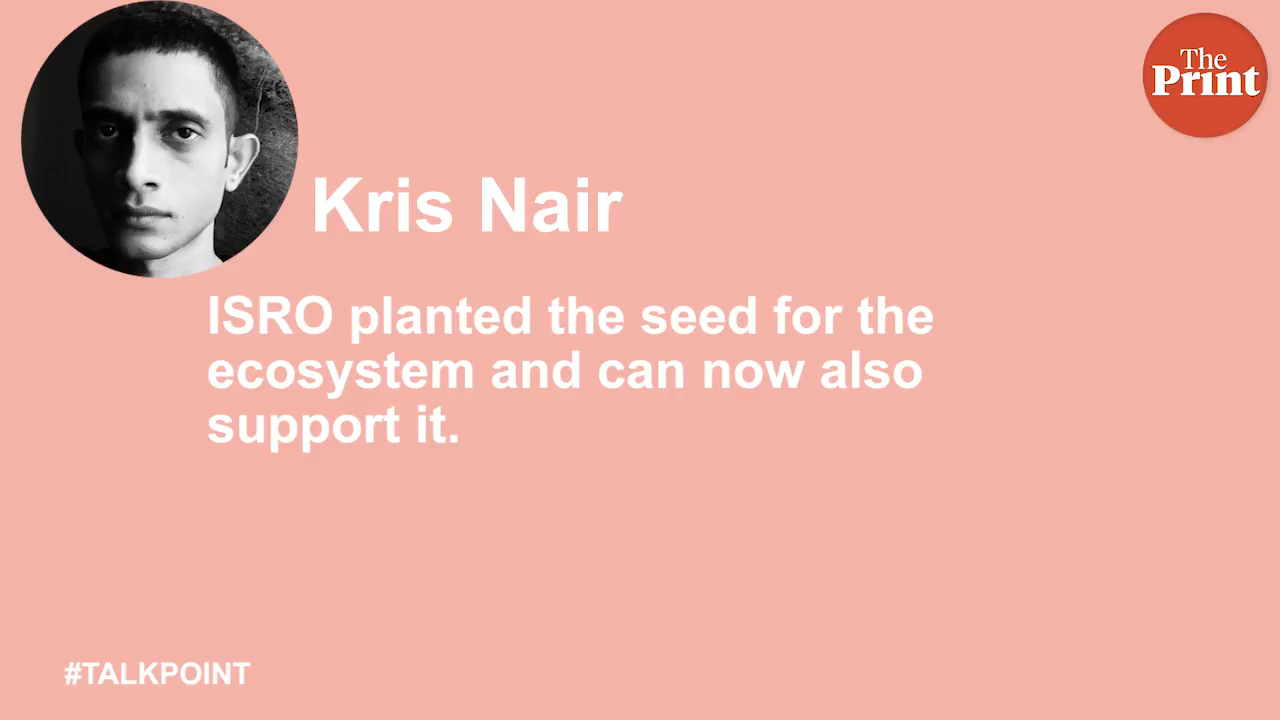 The
Print
Kris Nair
ISRO planted the seed for the
ecosystem and can now also
support it.
#TALKPOINT